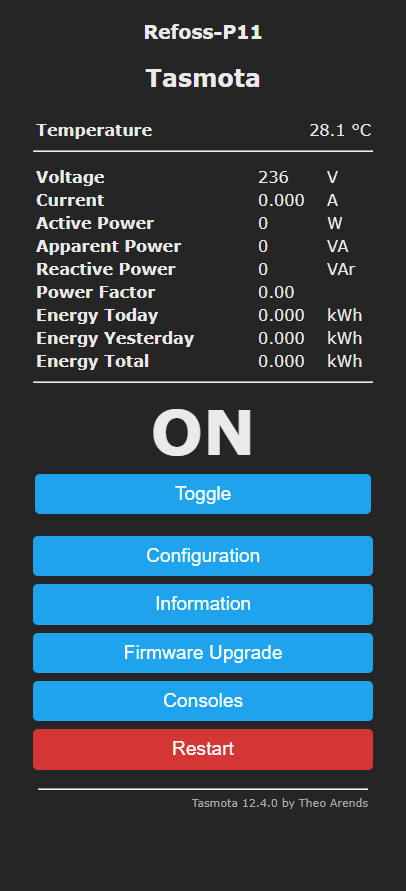 Refoss-P11
Tasmota
Temperature 28.1 °C
Voltage 236 V
Current 0.000 A
Active Power 0 W
Apparent Power 0 VA
Reactive Power 0 VAr
Power Factor 0.00
Energy Today 0.000 kWh
Energy Yesterday 0.000 kWh
Energy Total 0.000 kWh
ON
Toggle
Configuration
Information
Firmware Upgrade
Consoles
Restart
Tasmota 12.4.0 by Theo Arends